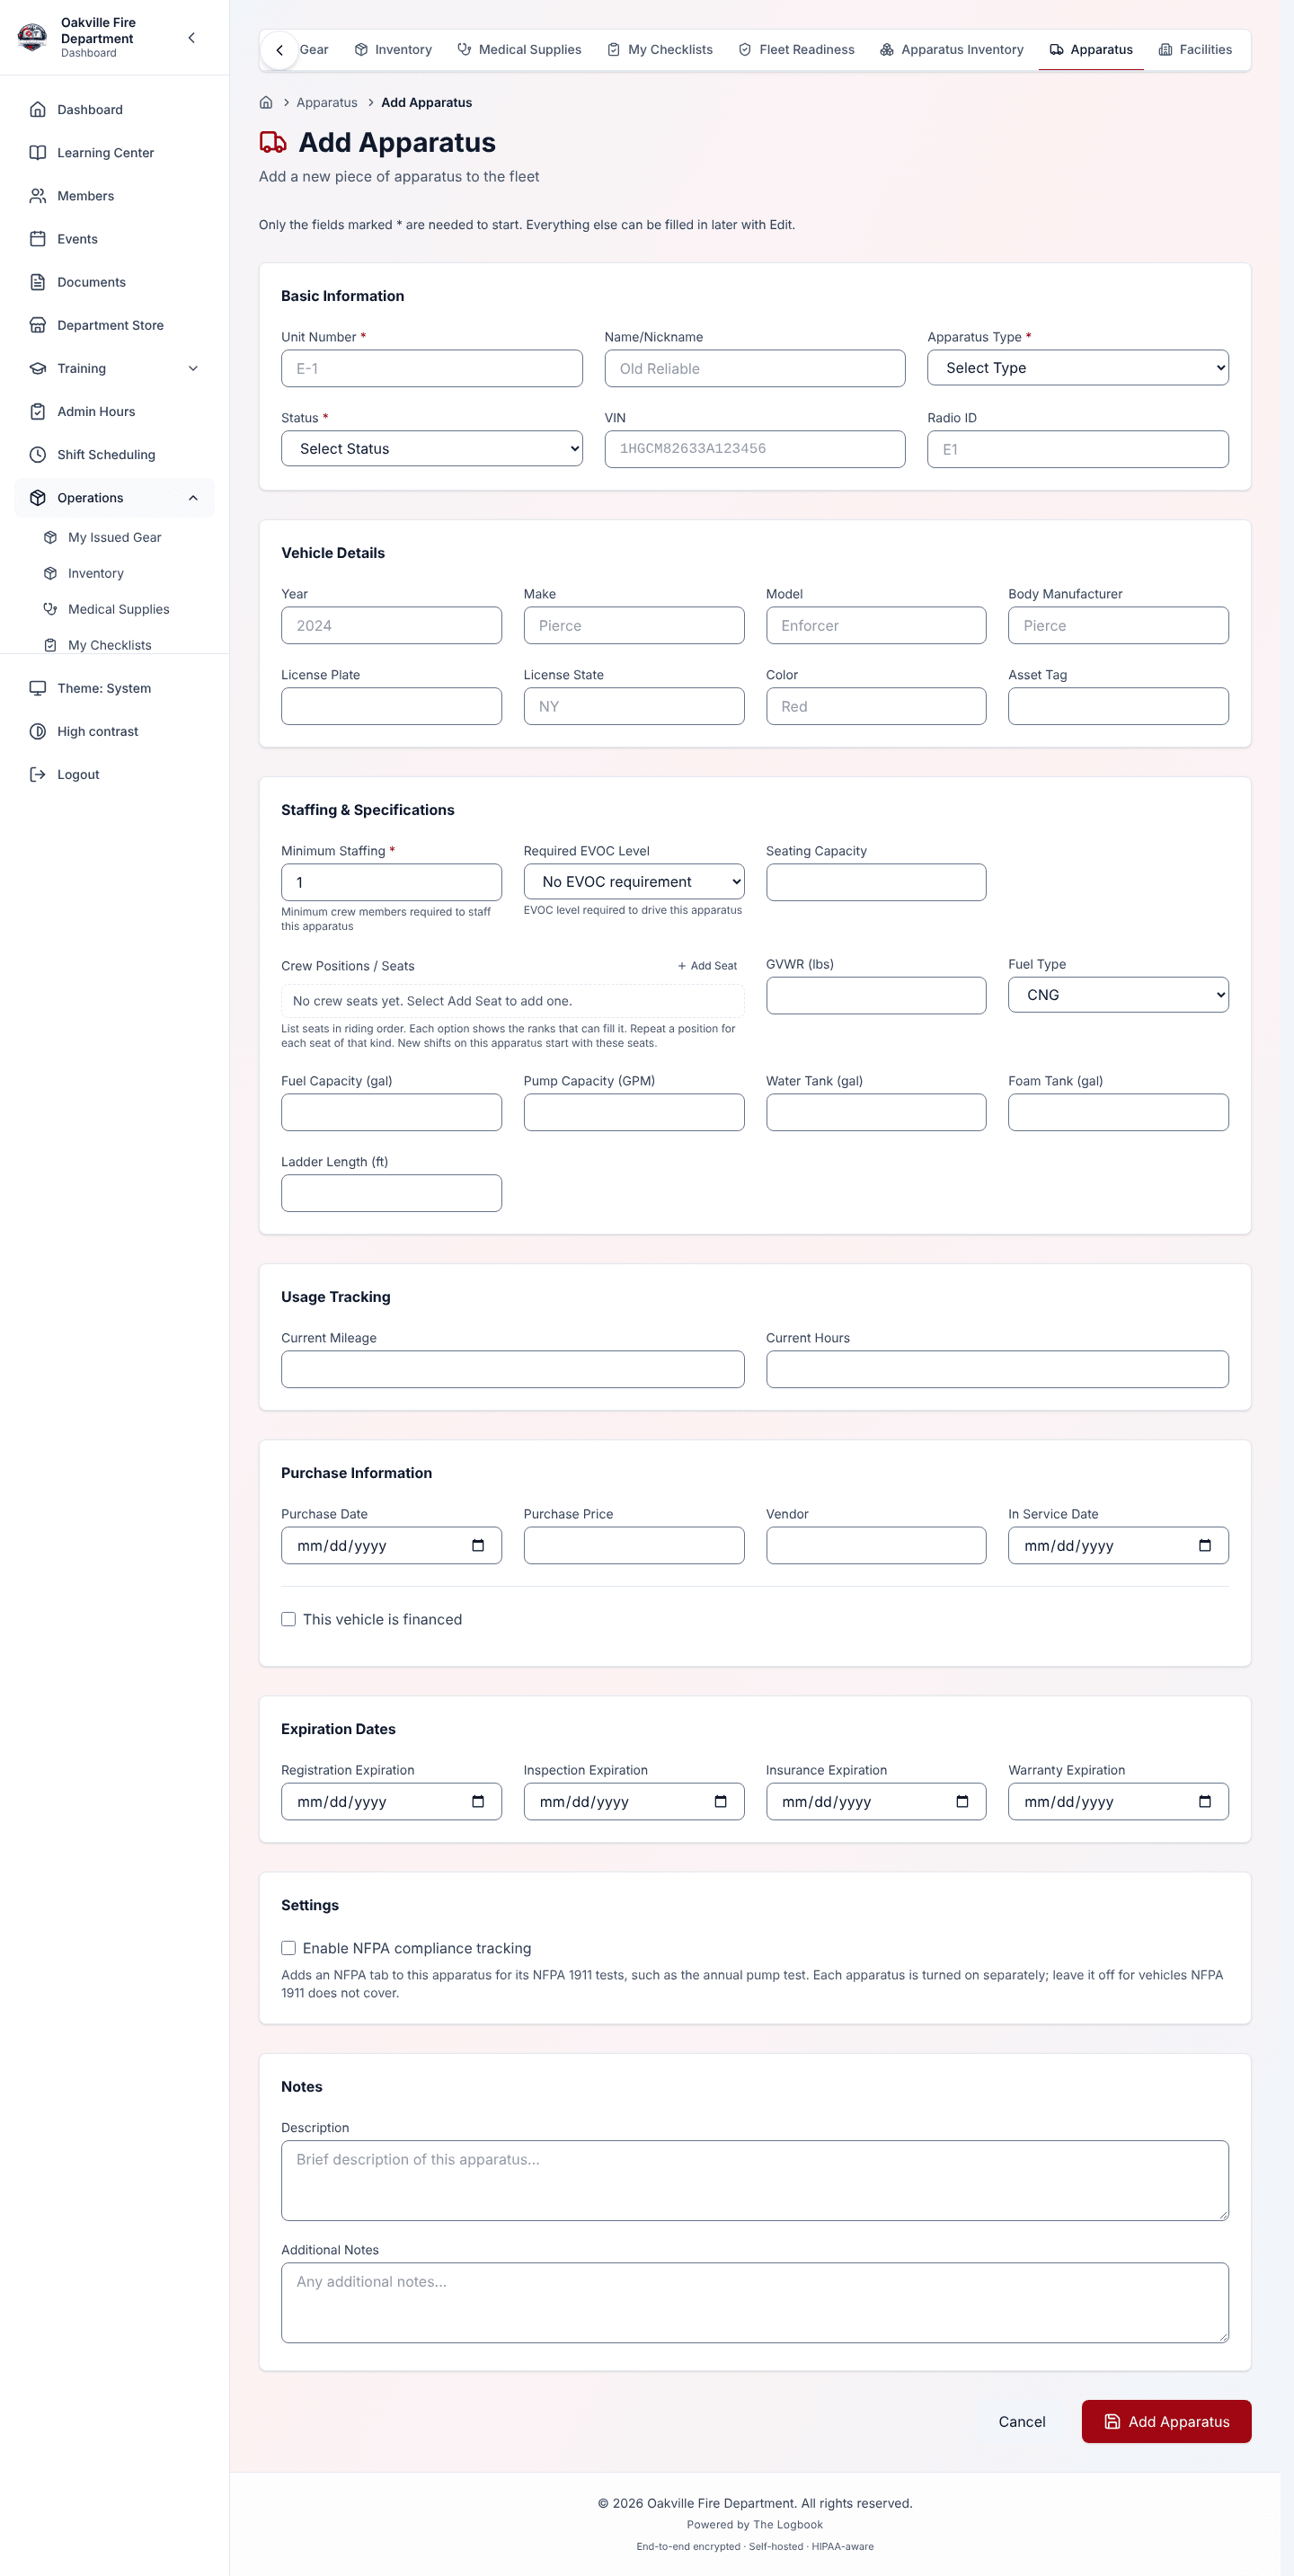 Oakville Fire
Department
Dashboard
Dashboard
Learning Center
Members
Events
Documents
Department Store
Training
Admin Hours
Shift Scheduling
Operations
My Issued Gear
Inventory
Medical Supplies
My Checklists
Theme: System
High contrast
Logout
Gear Inventory Medical Supplies My Checklists Fleet Readiness Apparatus Inventory Apparatus Facilities
Apparatus Add Apparatus
Add Apparatus
Add a new piece of apparatus to the fleet
Only the fields marked * are needed to start. Everything else can be filled in later with Edit.
Basic Information
Unit Number * Name/Nickname Apparatus Type *
E-1 Old Reliable Select Type
Status * VIN Radio ID
Select Status 1HGCM82633A123456 E1
Vehicle Details
Year Make Model Body Manufacturer
2024 Pierce Enforcer Pierce
License Plate License State Color Asset Tag
NY Red
Staffing & Specifications
Minimum Staffing * Required EVOC Level Seating Capacity
1 No EVOC requirement
Minimum crew members required to staff
this apparatus
EVOC level required to drive this apparatus
Crew Positions / Seats + Add Seat GVWR (lbs) Fuel Type
No crew seats yet. Select Add Seat to add one. CNG
List seats in riding order. Each option shows the ranks that can fill it. Repeat a position for
each seat of that kind. New shifts on this apparatus start with these seats.
Fuel Capacity (gal) Pump Capacity (GPM) Water Tank (gal) Foam Tank (gal)
Ladder Length (ft)
Usage Tracking
Current Mileage Current Hours
Purchase Information
Purchase Date Purchase Price Vendor In Service Date
mm/dd/yyyy mm/dd/yyyy
This vehicle is financed
Expiration Dates
Registration Expiration Inspection Expiration Insurance Expiration Warranty Expiration
mm/dd/yyyy mm/dd/yyyy mm/dd/yyyy mm/dd/yyyy
Settings
Enable NFPA compliance tracking
Adds an NFPA tab to this apparatus for its NFPA 1911 tests, such as the annual pump test. Each apparatus is turned on separately; leave it off for vehicles NFPA
1911 does not cover.
Notes
Description
Brief description of this apparatus...
Additional Notes
Any additional notes...
Cancel Add Apparatus
© 2026 Oakville Fire Department. All rights reserved.
Powered by The Logbook
End-to-end encrypted · Self-hosted · HIPAA-aware